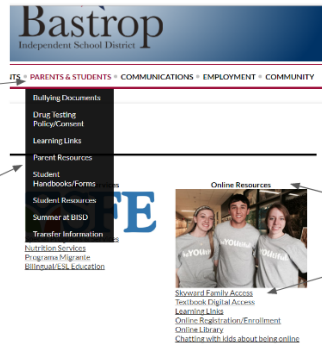 Bastrop
Independent School District
TS • PARENTS & STUDENTS • COMMUNICATIONS • EMPLOYMENT • COMMUNITY
Bullying Documents
Drug Testing
Policy/Consent
Learning Links
Parent Resources
Student
Handbooks/Forms
Student Resources
Summer at BISD
Transfer Information
Nutrition Services
Programa Migrante
Bilingual/ESL Education
Online Resources
Skyward Family Access
Textbook Digital Access
Learning Links
Online Registration/Enrollment
Online Library
Chatting with kids about being online